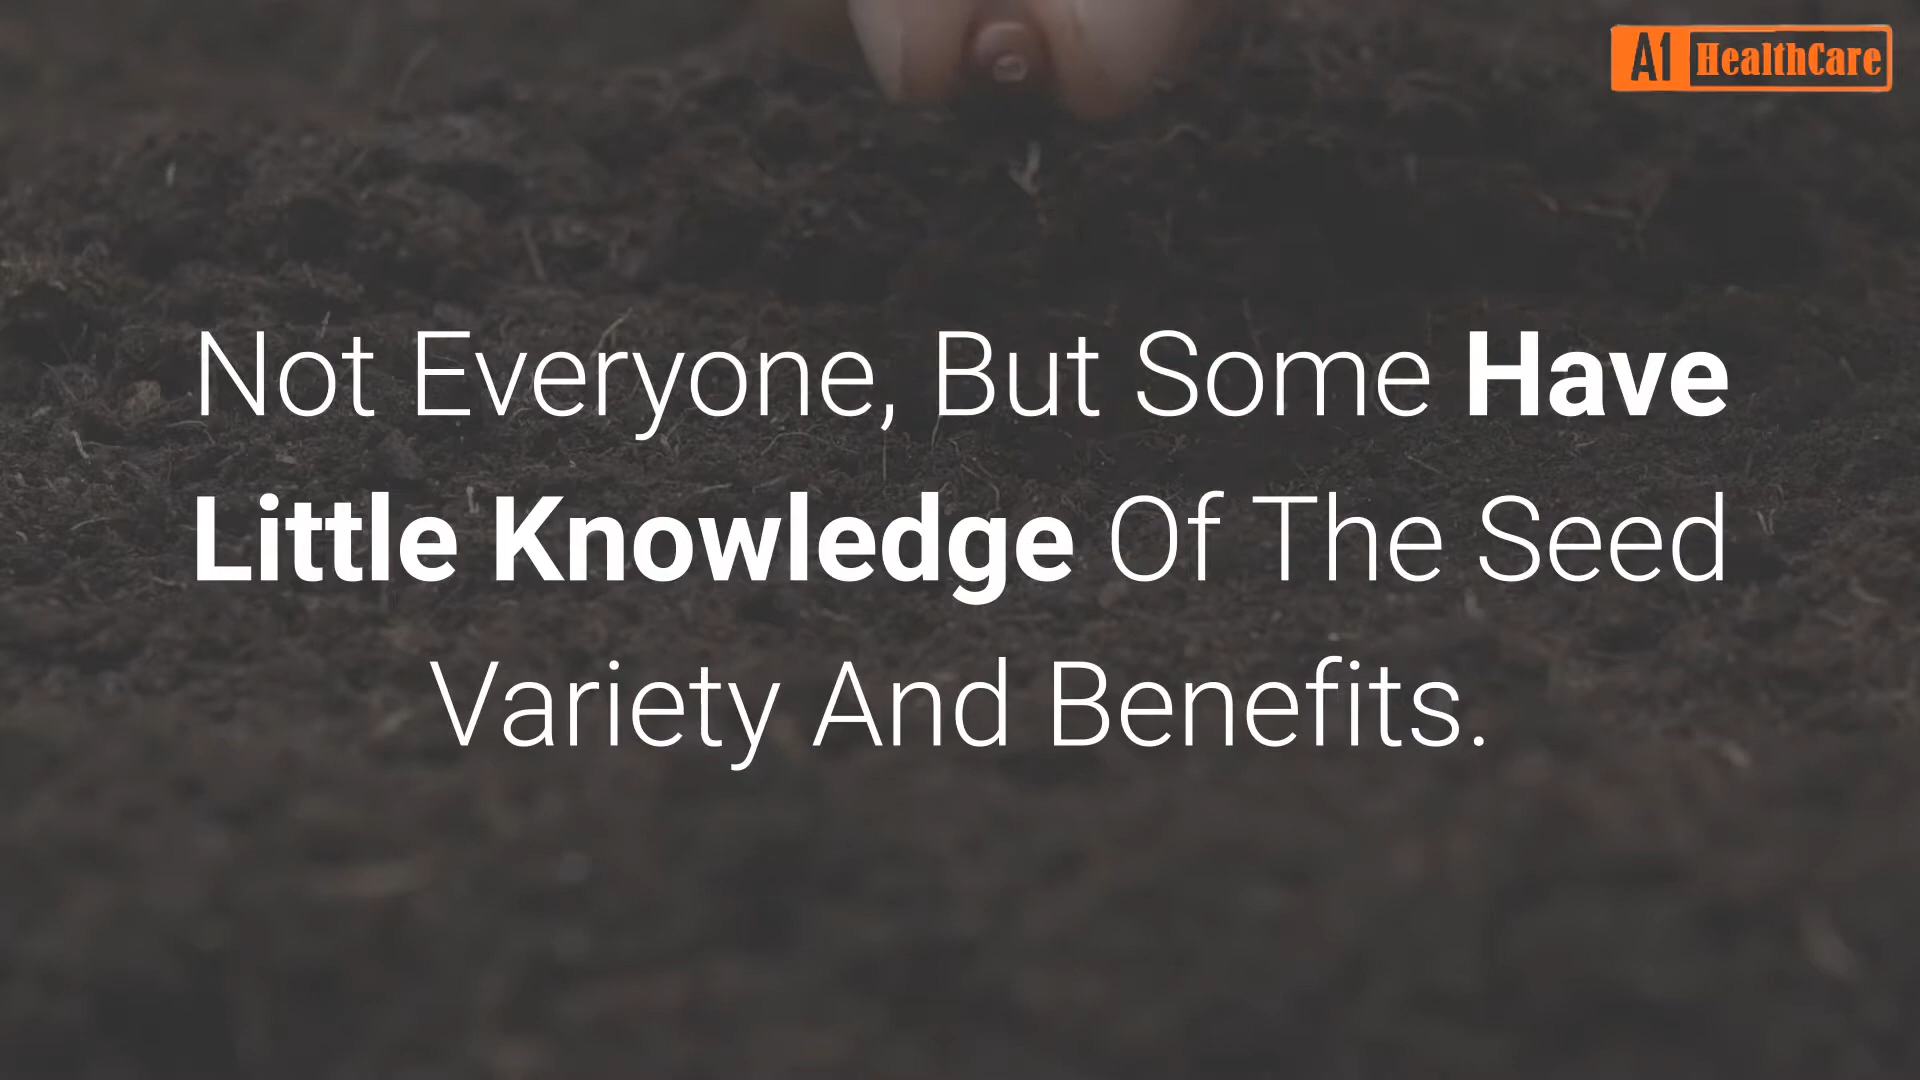 A1 HealthCare
Not Everyone, But Some Have
Little Knowledge Of The Seed
Variety And Benefits.